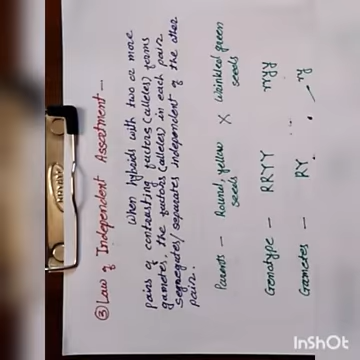 ③ Law of Independent Assortment —
When hybrids with two or more
pairs of contrasting factors (alleles) forms
gametes, the factors (alleles) in each pair
segregates/separates independent of the other
pair.
Parents — Round yellow seeds X Wrinkled green seeds
Genotype — RRYY rryy
Gametes — RY ry
InShOt